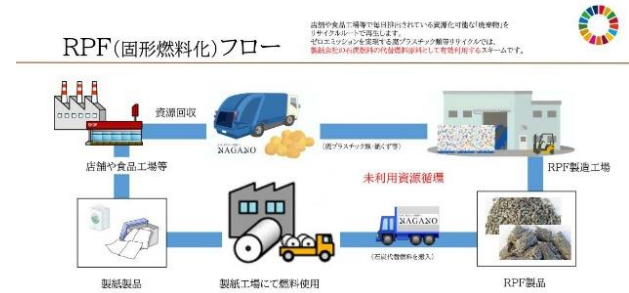 店舗や食品工場等で毎日排出されている資源化可能な「廃棄物」を
リサイクルルートで再生します。
ゼロエミッションを実現する廃プラスチック類等リサイクルでは、
製紙会社の石炭燃料の代替燃料原料として有効利用するスキームです。
RPF(固形燃料化)フロー
資源回収
NAGANO
(廃プラスチック類・紙くず等)
店舗や食品工場等
RPF製造工場
未利用資源循環
NAGANO
(石炭代替燃料を搬入)
製紙製品
製紙工場にて燃料使用
RPF製品